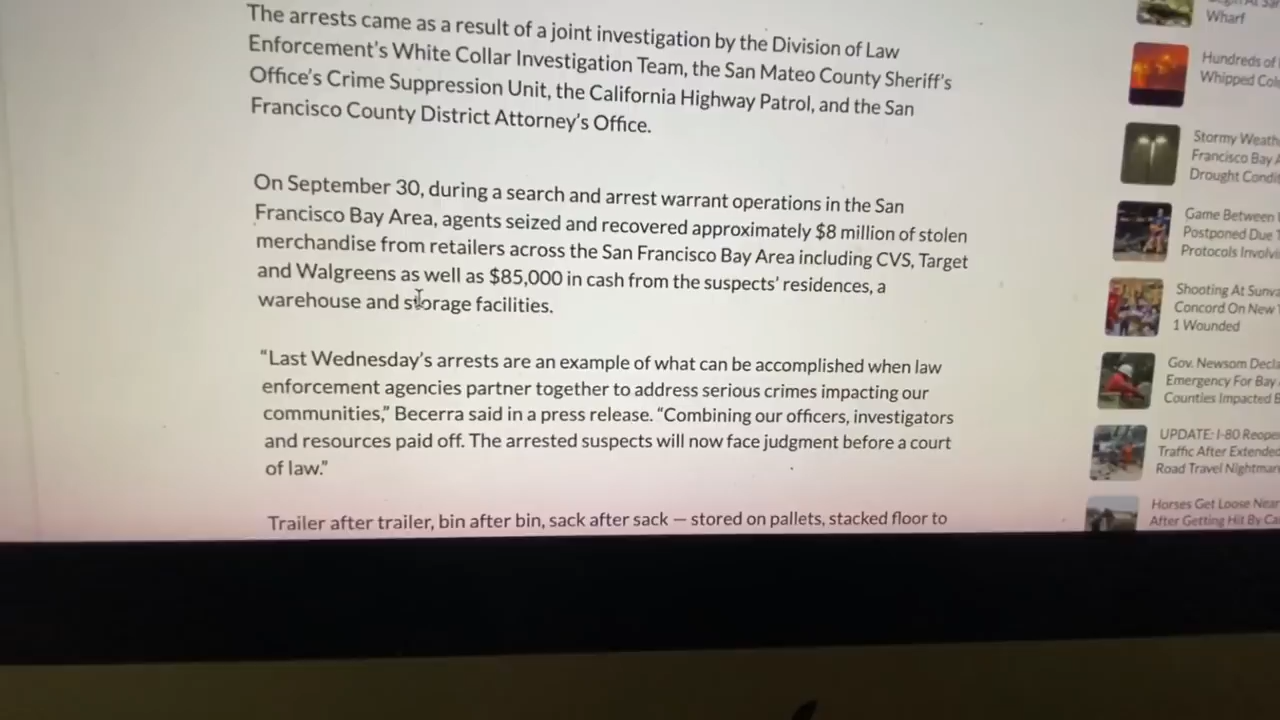 The arrests came as a result of a joint investigation by the Division of Law
Enforcement's White Collar Investigation Team, the San Mateo County Sheriff's
Office's Crime Suppression Unit, the California Highway Patrol, and the San
Francisco County District Attorney's Office.
On September 30, during a search and arrest warrant operations in the San
Francisco Bay Area, agents seized and recovered approximately $8 million of stolen
merchandise from retailers across the San Francisco Bay Area including CVS, Target
and Walgreens as well as $85,000 in cash from the suspects' residences, a
warehouse and storage facilities.
“Last Wednesday's arrests are an example of what can be accomplished when law
enforcement agencies partner together to address serious crimes impacting our
communities,” Becerra said in a press release. “Combining our officers, investigators
and resources paid off. The arrested suspects will now face judgment before a court
of law.”
Trailer after trailer, bin after bin, sack after sack — stored on pallets, stacked floor to
Wharf
Hundreds of
Whipped
Stormy
Francisco Bay
Drought
Game Between
Postponed Due
Protocols
Shooting At
Concord On New
1 Wounded
Gov. Newsom
Emergency For Bay
Counties Impacted
UPDATE: I-80
Traffic After Extended
Road Travel
Horses Get Loose Near
After Getting Hit By